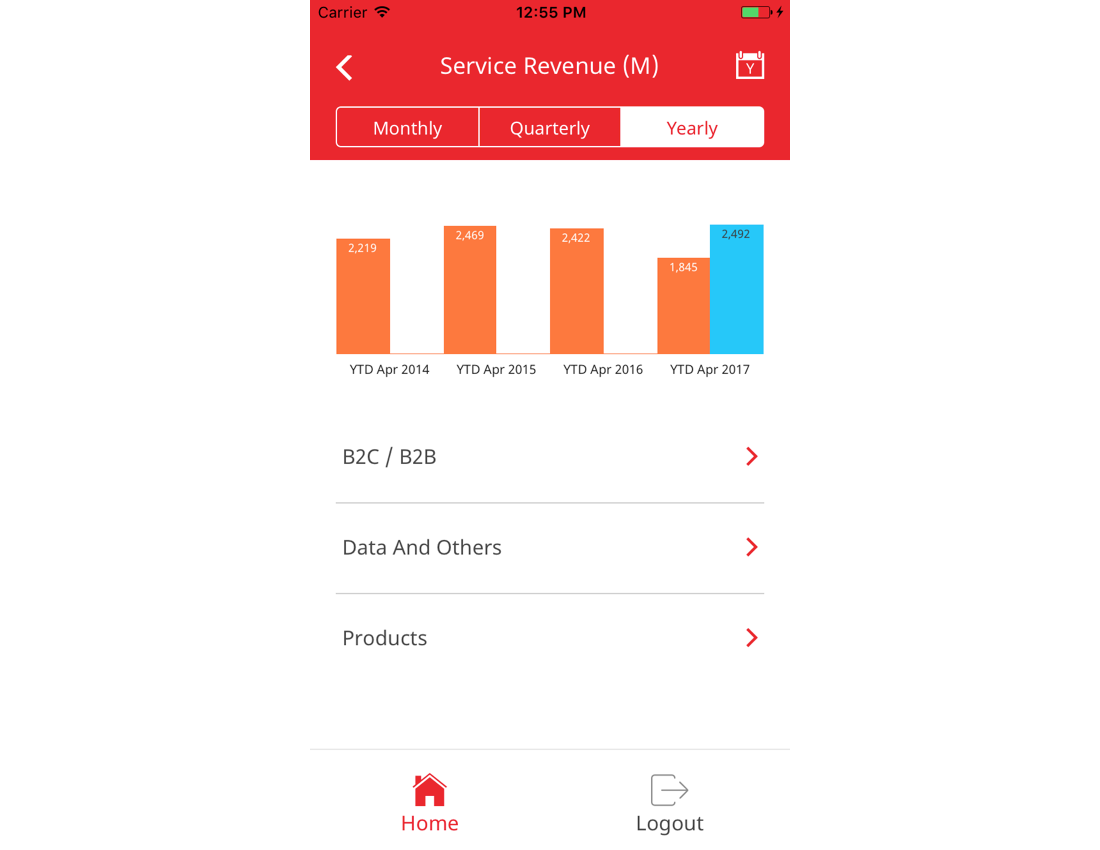 Carrier 12:55 PM
Service Revenue (M) Y
Monthly Quarterly Yearly
2,219 2,469 2,422 1,845 2,492
YTD Apr 2014 YTD Apr 2015 YTD Apr 2016 YTD Apr 2017
B2C / B2B
Data And Others
Products
Home Logout